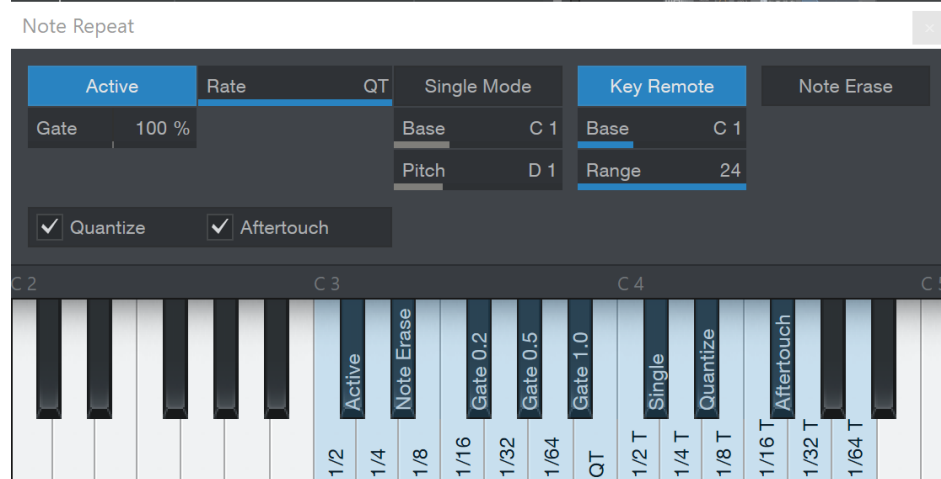 Note Repeat
Active Rate QT Single Mode Key Remote Note Erase
Gate 100 % Base C 1 Base C 1
Pitch D 1 Range 24
Quantize Aftertouch
C 2 C 3 C 4 C 5
Active Note Erase Gate 0.2 Gate 0.5 Gate 1.0 Single Quantize Aftertouch
1/2 1/4 1/8 1/16 1/32 1/64 QT 1/2 T 1/4 T 1/8 T 1/16 T 1/32 T 1/64 T